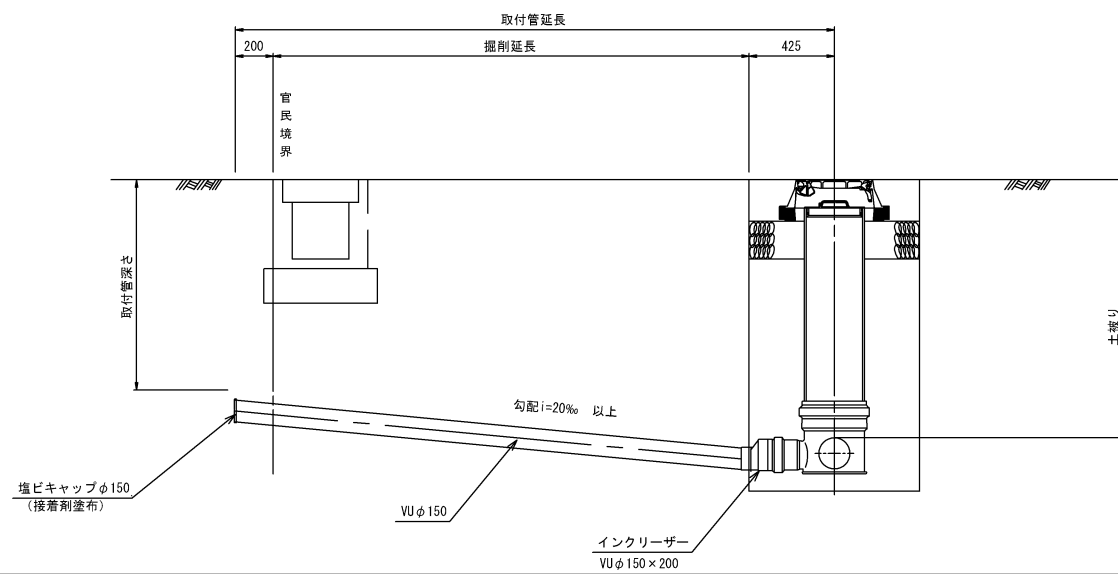 取付管延長
200
掘削延長
425
官民境界
取付管深さ
土被り
勾配i=20‰ 以上
塩ビキャップφ150
(接着剤塗布)
VUφ150
インクリーザー
VUφ150×200